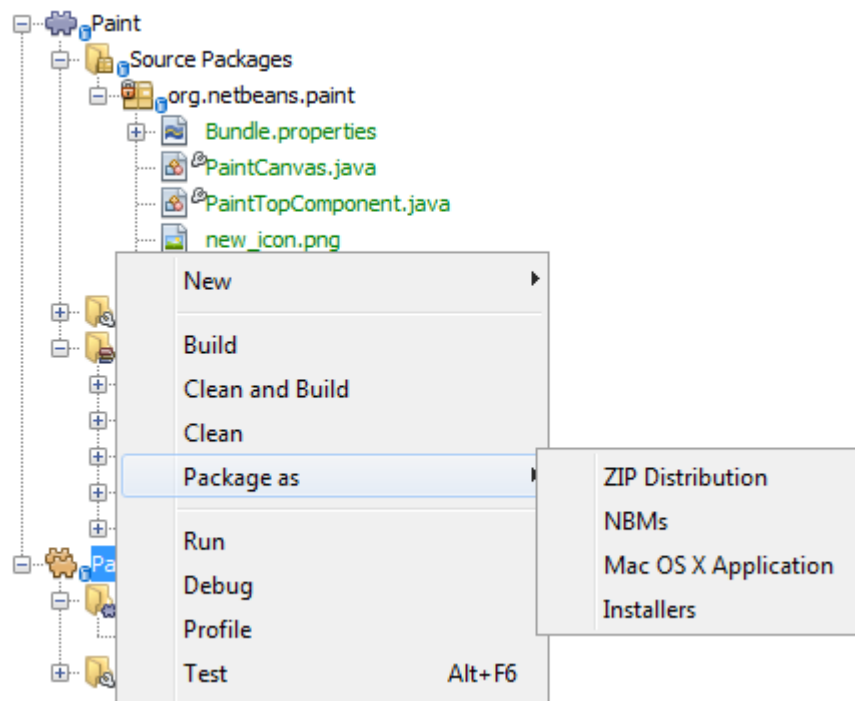 Paint
Source Packages
org.netbeans.paint
Bundle.properties
PaintCanvas.java
PaintTopComponent.java
new_icon.png
New
Build
Clean and Build
Clean
Package as
ZIP Distribution
NBMs
Mac OS X Application
Installers
Run
Pa
Debug
Profile
Test Alt+F6